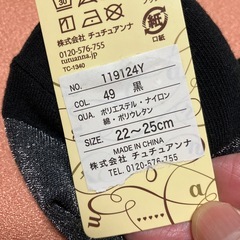 30
紙
口紙
株式会社 チュチュアンナ
0120-576-755
tutuanna.jp
TC-1340
NO. 119124Y
COL. 49 黒
QUA. ポリエステル・ナイロン
綿・ポリウレタン
SIZE. 22〜25cm
MADE IN CHINA
株式会社 チュチュアンナ
TEL. 0120-576-755
m
a